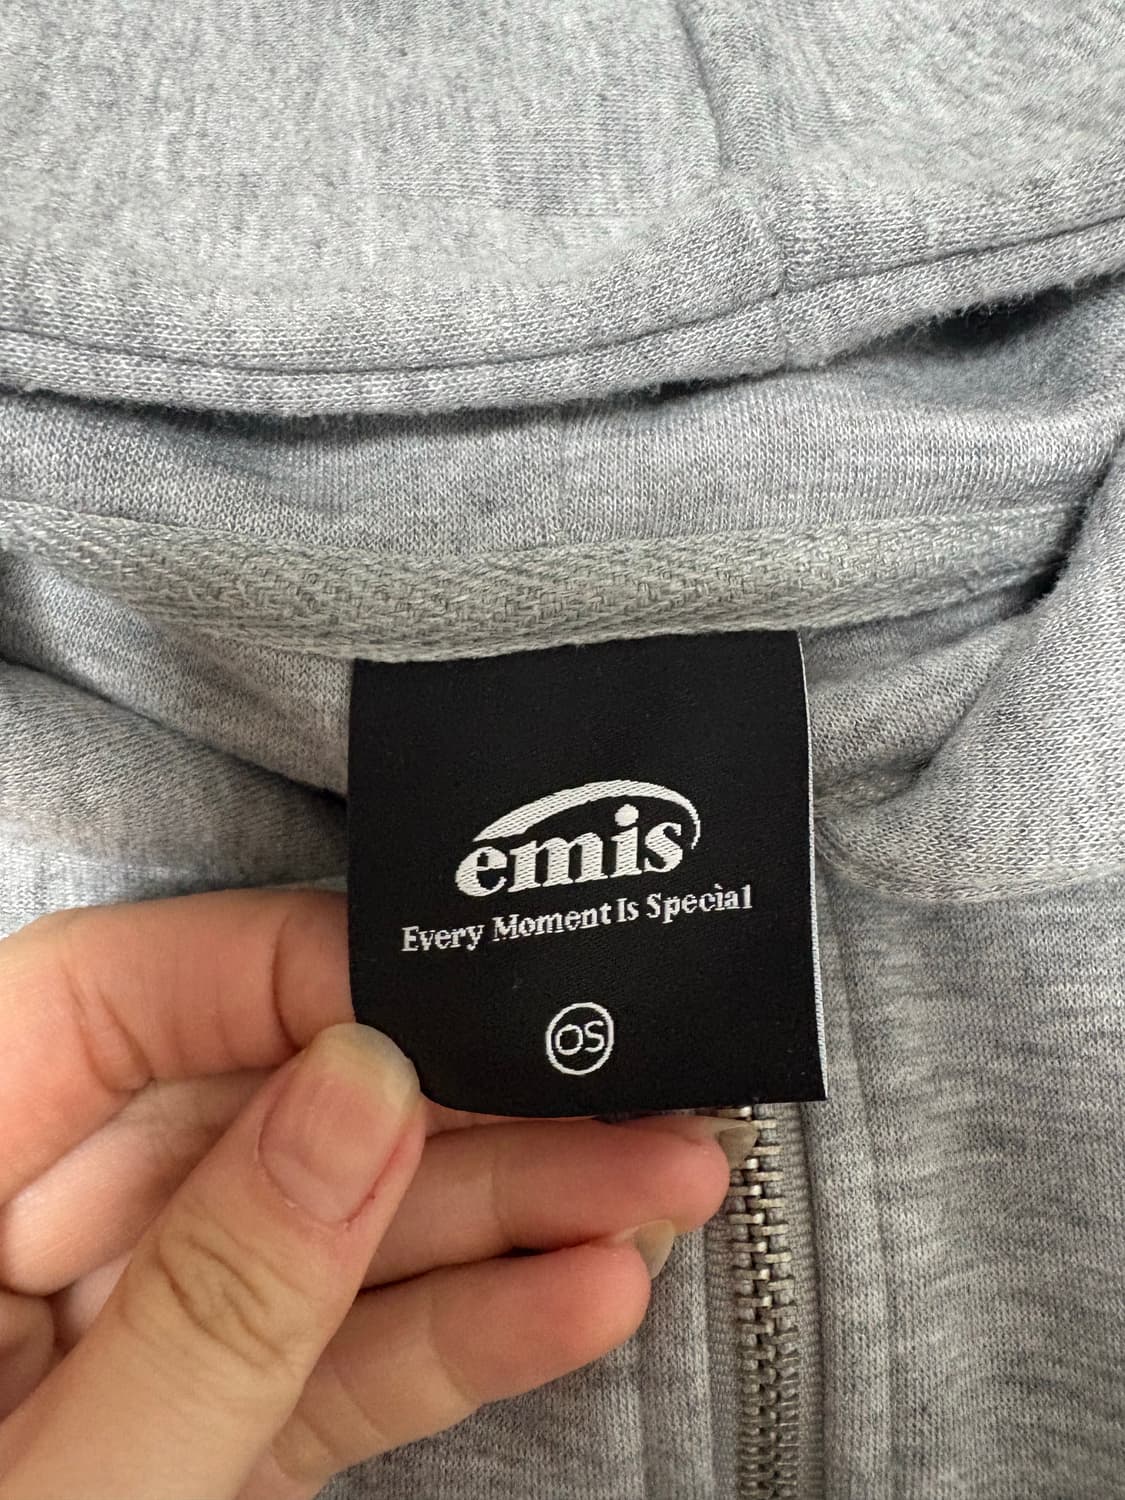 emis
Every Moment Is Special
OS